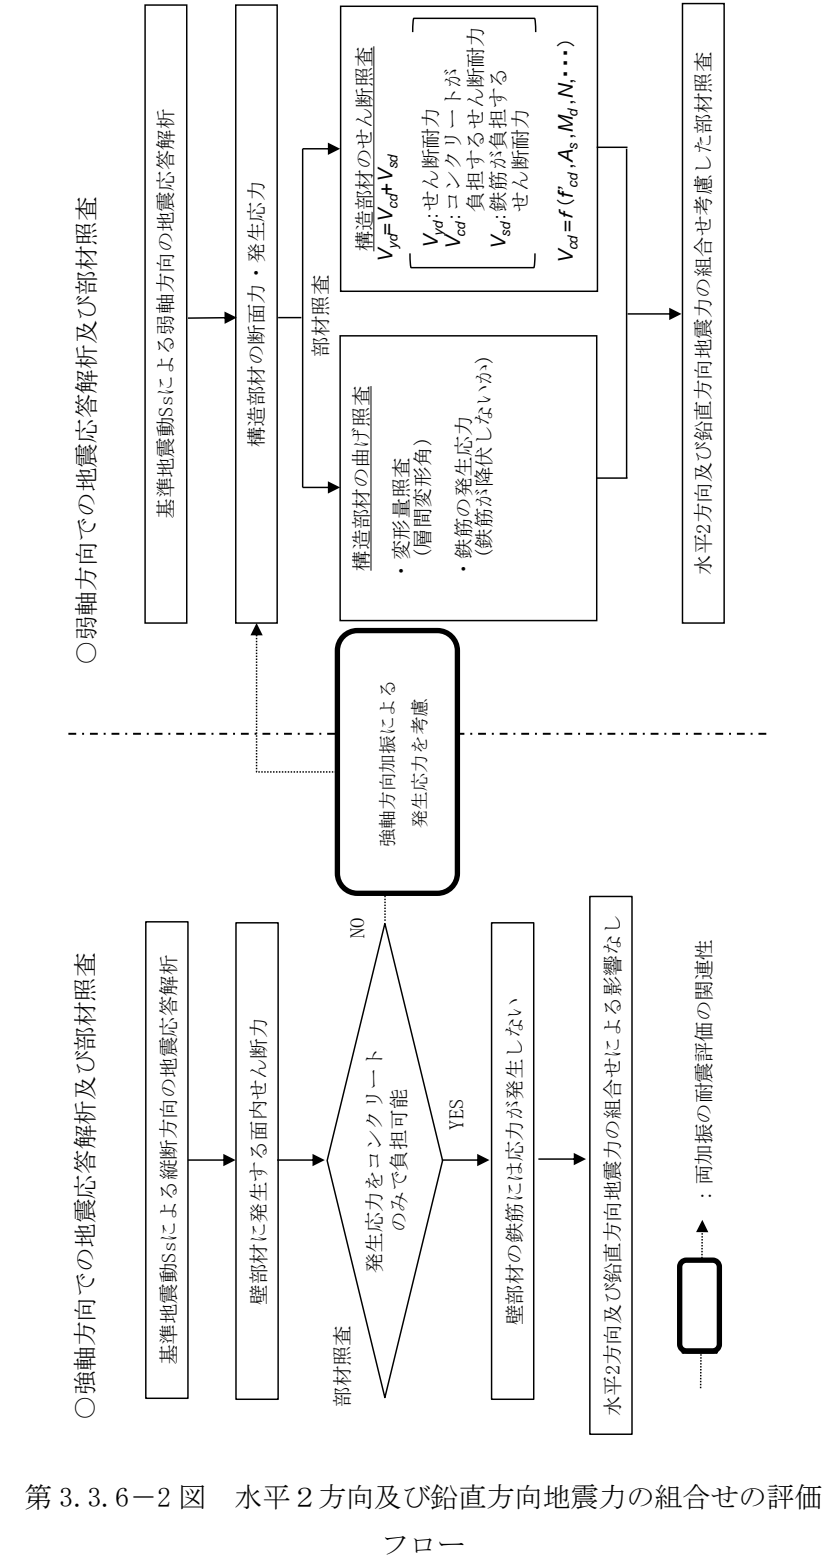 ○強軸方向での地震応答解析及び部材照査
基準地震動Ssによる縦断方向の地震応答解析
壁部材に発生する面内せん断力
部材照査
発生応力をコンクリート
のみで負担可能
NO
YES
壁部材の鉄筋には応力が発生しない
水平2方向及び鉛直方向地震力の組合せによる影響なし
強軸方向加振による
発生応力を考慮
：両加振の耐震評価の関連性
○弱軸方向での地震応答解析及び部材照査
基準地震動Ssによる弱軸方向の地震応答解析
構造部材の断面力・発生応力
部材照査
構造部材の曲げ照査
・変形量照査
（層間変形角）
・鉄筋の発生応力
（鉄筋が降伏しないか）
構造部材のせん断照査
Vyd=Vcd+Vsd
Vyd:せん断耐力
Vcd:コンクリートが
負担するせん断耐力
Vsd:鉄筋が負担する
せん断耐力
Vcd=f(f'cd,As,Md,N,･･･)
水平2方向及び鉛直方向地震力の組合せ考慮した部材照査
第3.3.6－2図　水平２方向及び鉛直方向地震力の組合せの評価
フロー